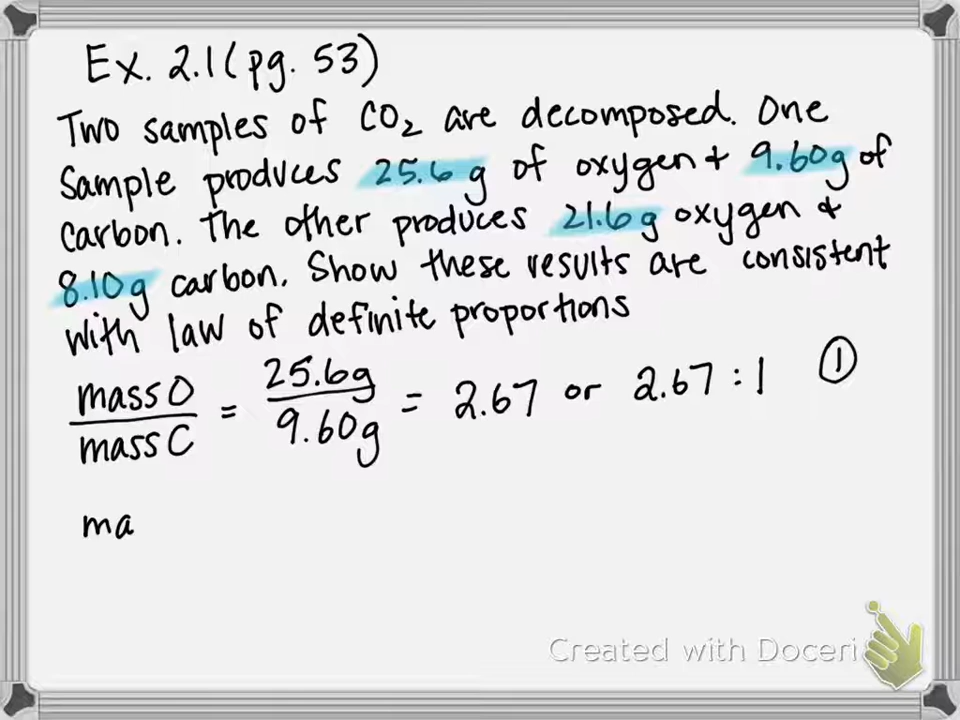 Ex. 2.1 (pg. 53)
Two samples of CO₂ are decomposed. One
sample produces 25.6g of oxygen + 9.60g of
carbon. The other produces 21.6g oxygen +
8.10g carbon. Show these results are consistent
with law of definite proportions
mass O / mass C = 25.6g / 9.60g = 2.67 or 2.67 : 1 ①
ma
Created with Doceri